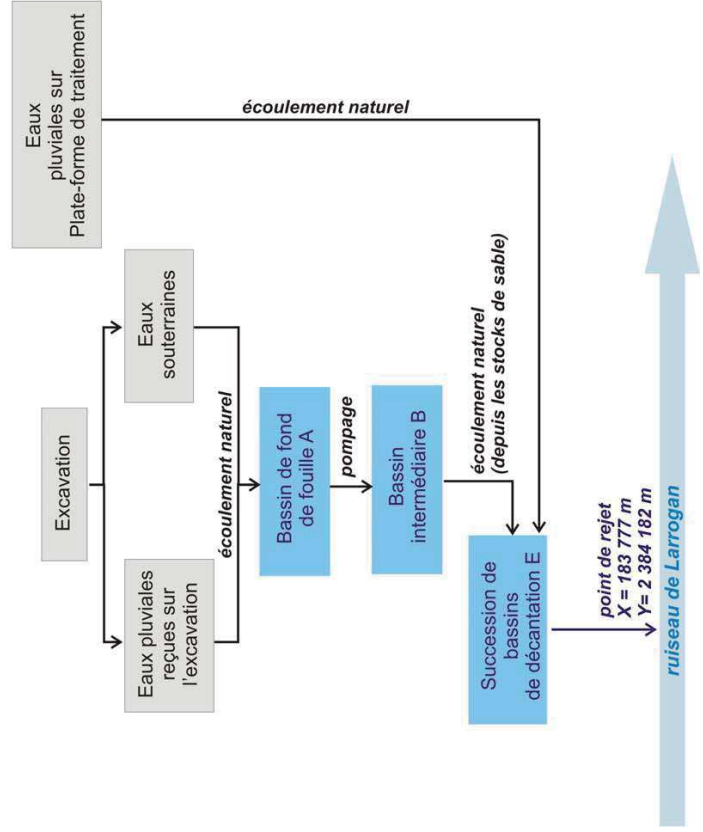 Excavation
Eaux pluviales
reçues sur
l'excavation
Eaux
souterraines
Eaux
pluviales sur
Plate-forme de traitement
écoulement naturel
écoulement naturel
Bassin de fond
de fouille A
pompage
Bassin
intermédiaire B
écoulement naturel
(depuis les stocks de sable)
Succession de
bassins
de décantation E
point de rejet
X = 183 777 m
Y= 2 384 182 m
ruiseau de Larrogan